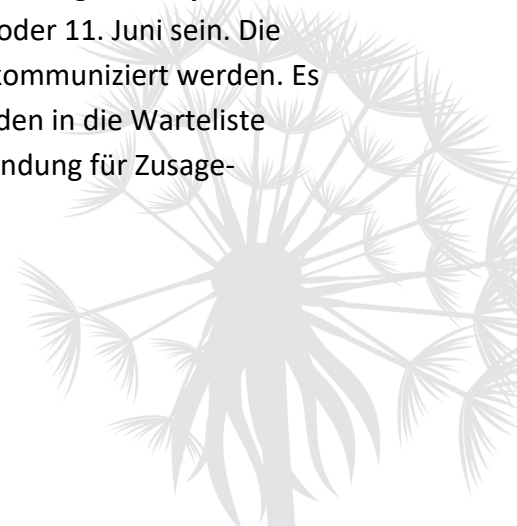 oder 11. Juni sein. Die
kommuniziert werden. Es
den in die Warteliste
ndung für Zusage-